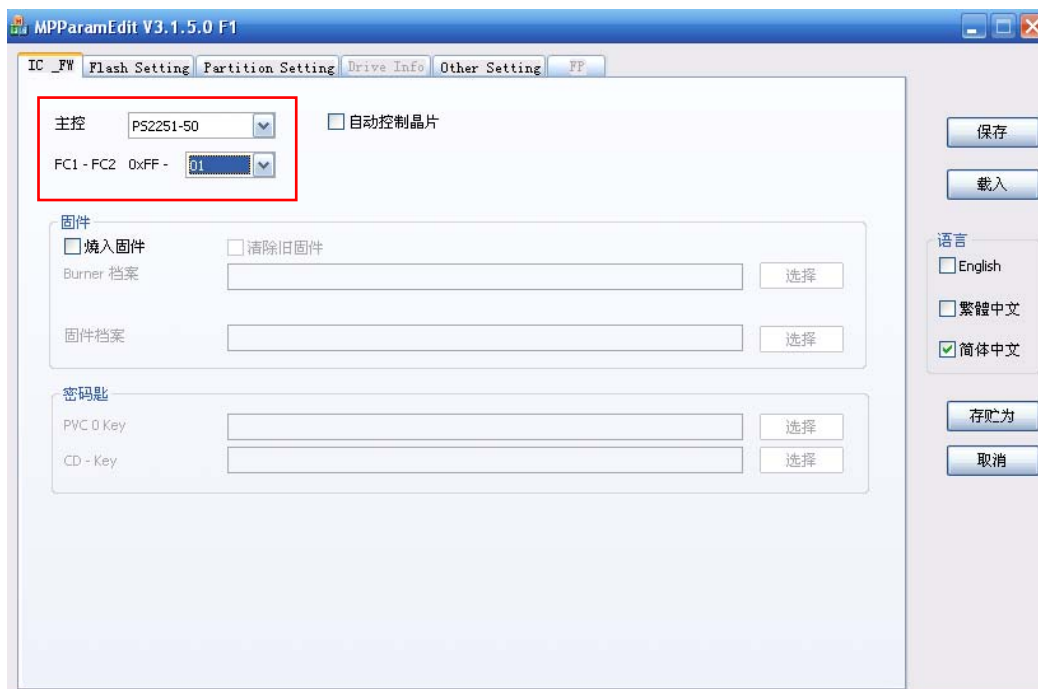 MPParamEdit V3.1.5.0 F1
IC _FW Flash Setting Partition Setting Drive Info Other Setting FP
主控 PS2251-50 自动控制晶片
FC1 - FC2 0xFF - 01
固件
燒入固件 清除旧固件
Burner 档案 选择
固件档案 选择
密码匙
PVC 0 Key 选择
CD - Key 选择
保存
载入
语言
English
繁體中文
简体中文
存贮为
取消